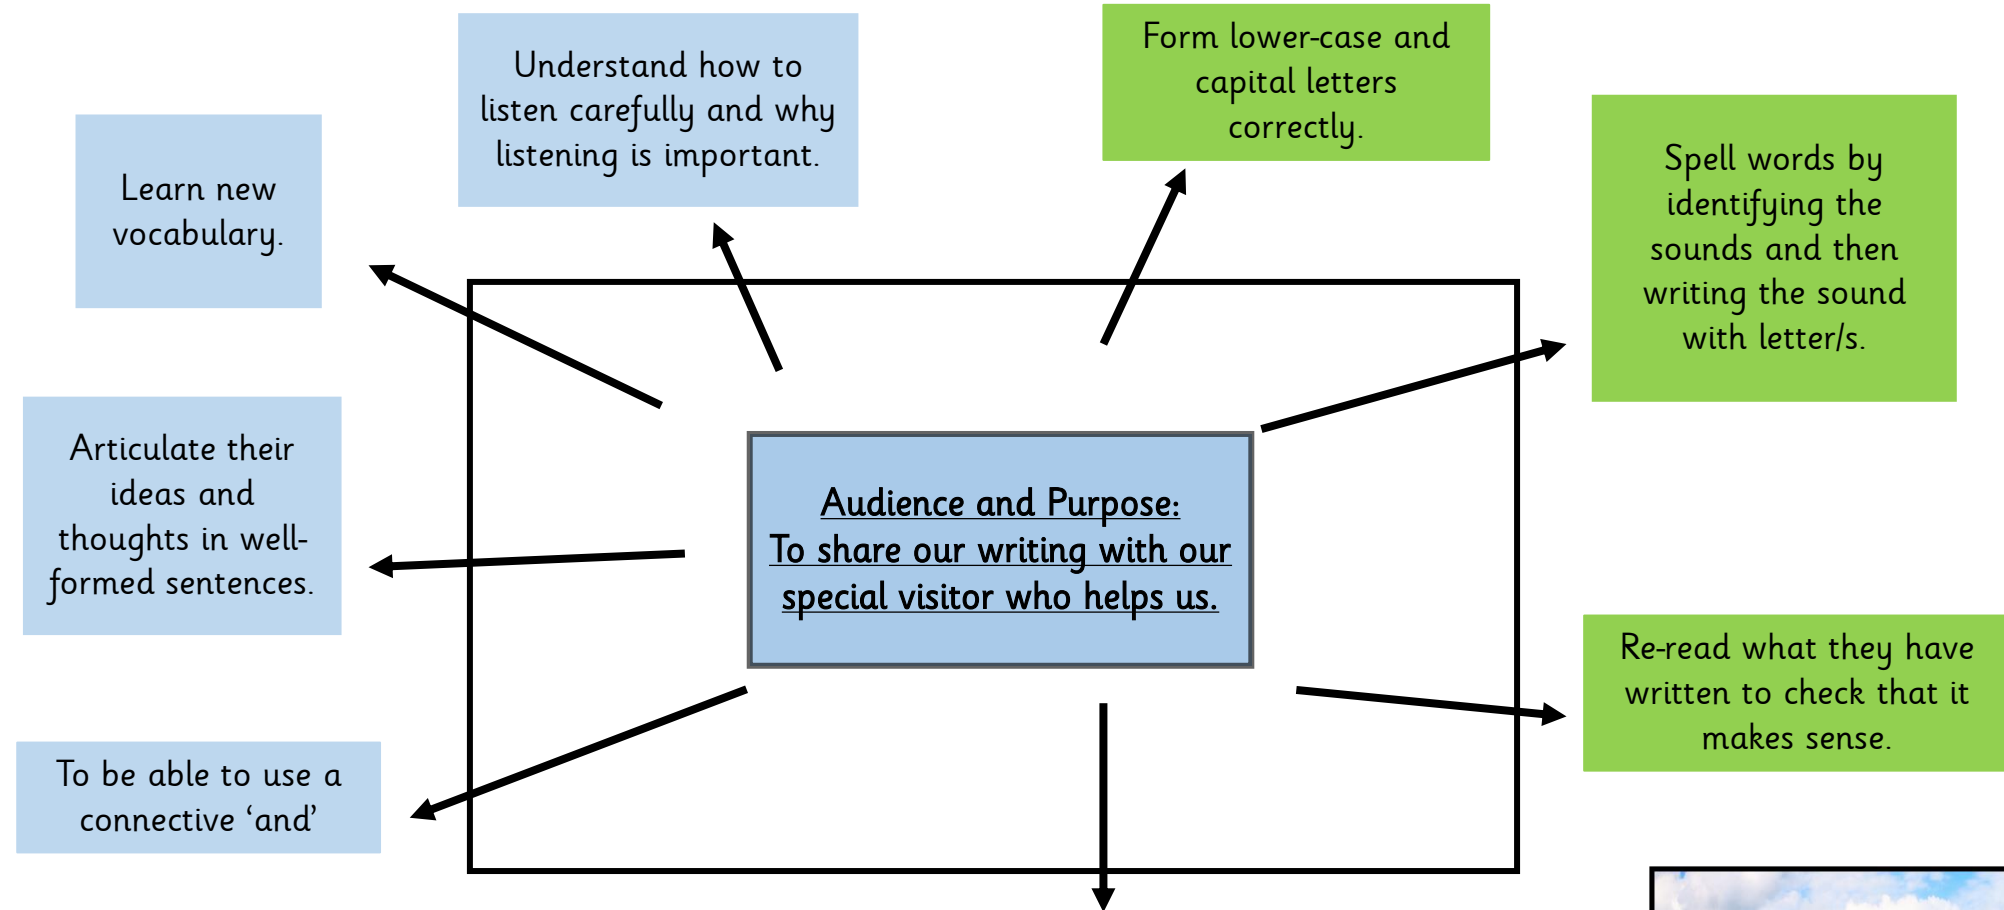 Understand how to
listen carefully and why
listening is important.
Form lower-case and
capital letters
correctly.
Learn new
vocabulary.
Spell words by
identifying the
sounds and then
writing the sound
with letter/s.
Articulate their
ideas and
thoughts in well-
formed sentences.
Audience and Purpose:
To share our writing with our
special visitor who helps us.
Re-read what they have
written to check that it
makes sense.
To be able to use a
connective ‘and’